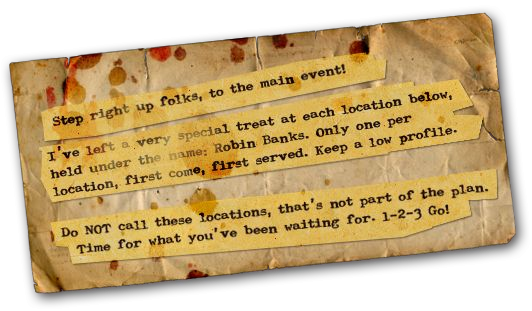 Step right up folks, to the main event!
I've left a very special treat at each location below,
held under the name: Robin Banks. Only one per
location, first come, first served. Keep a low profile.
Do NOT call these locations, that's not part of the plan.
Time for what you've been waiting for. 1-2-3 Go!